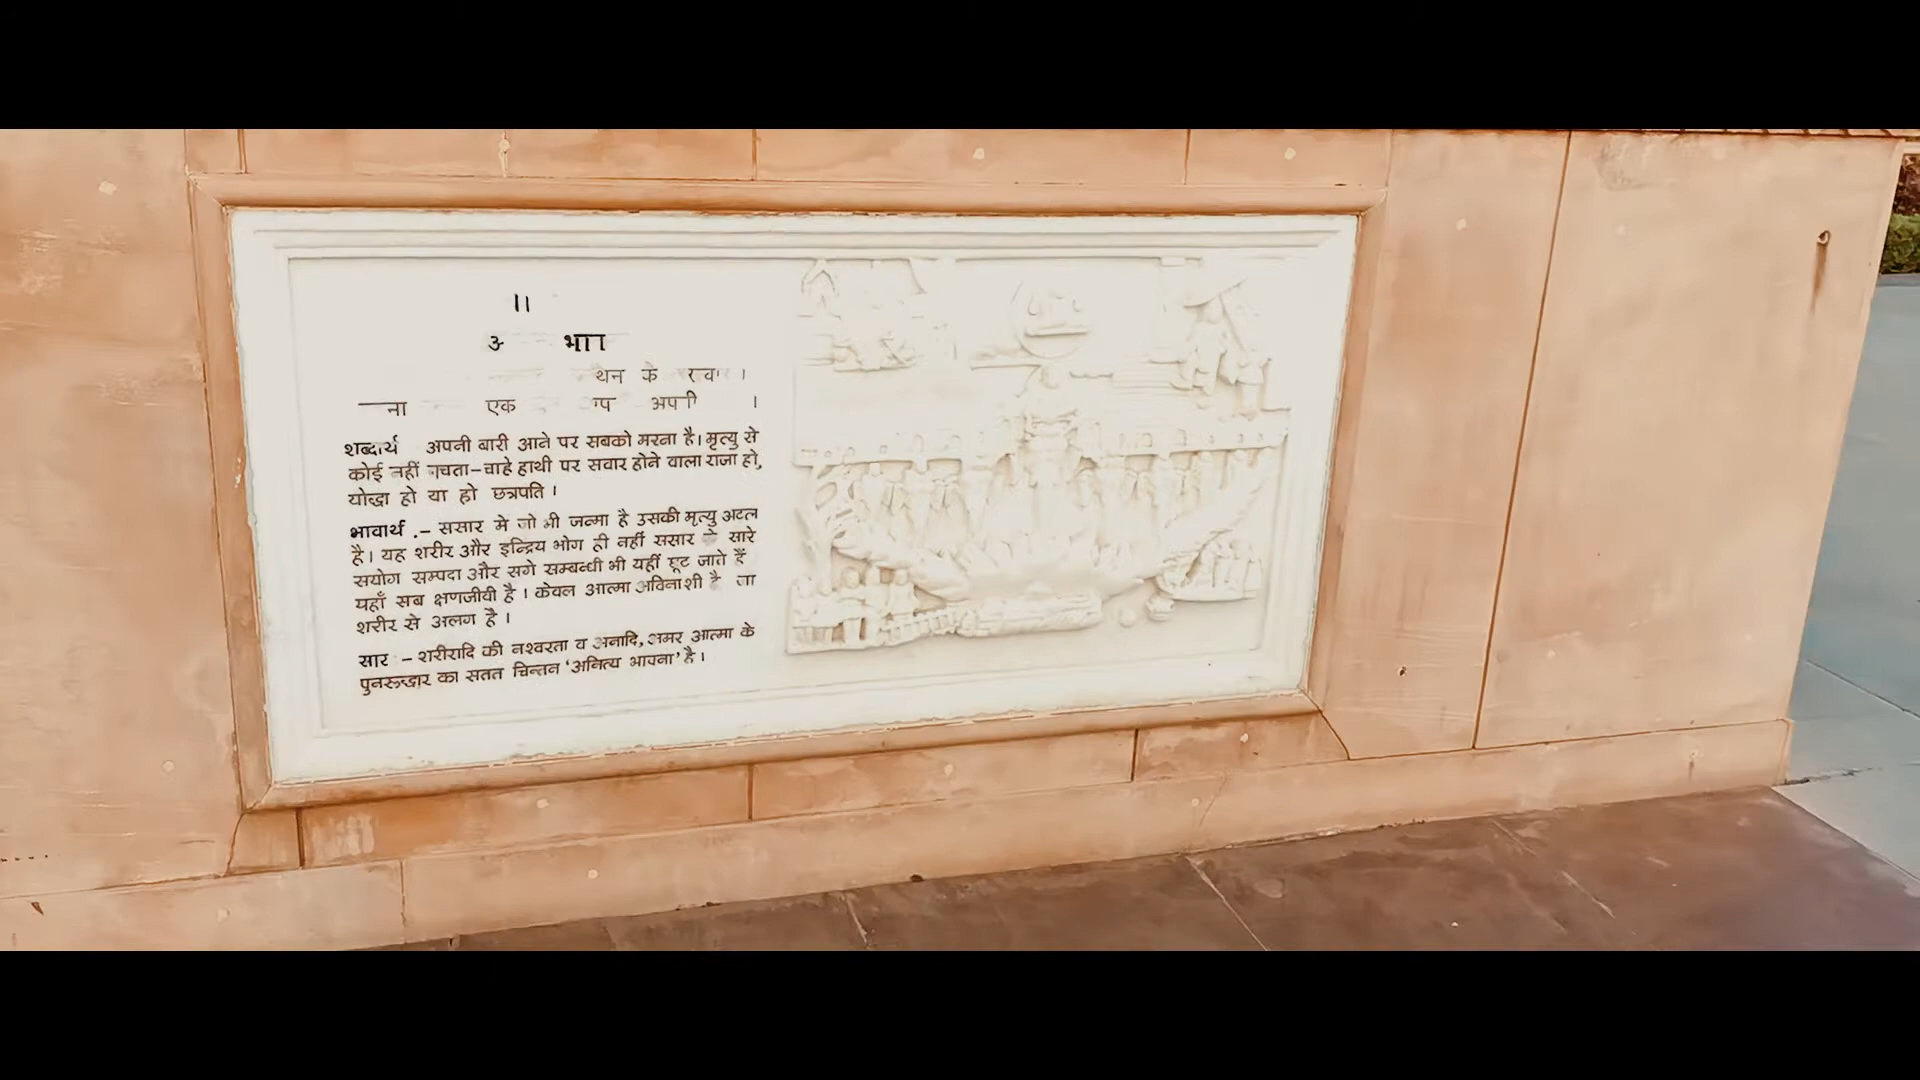 ॥
थन के
ना एक अपनी ।
शब्दार्थ अपनी बारी आने पर सबको मरना है। मृत्यु से
कोई नहीं बचता-चाहे हाथी पर सवार होने वाला राजा हो,
योद्धा हो या हो छत्रपति ।
भावार्थ .- ससार मे जो भी जन्मा है उसकी मृत्यु अटल
है। यह शरीर और इन्द्रिय भोग ही नहीं ससार के सारे
सयोग सम्पदा और सगे सम्बन्धी भी यहीं छूट जाते हैं
यहाँ सब क्षणजीवी है । केवल आत्मा अविनाशी है जा
शरीर से अलग है ।
सार - शरीरादि की नश्वरता व अनादि, अमर आत्मा के
पुनरूद्धार का सतत चिन्तन 'अनित्य भावना' है।